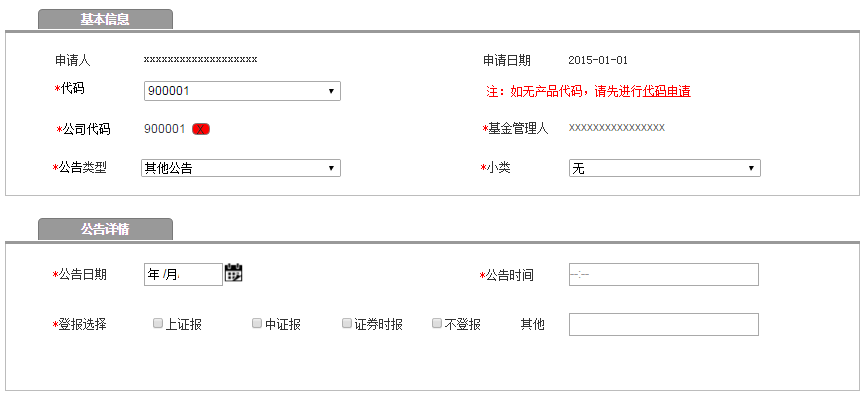 基本信息
申请人 xxxxxxxxxxxxxxxxxxx 申请日期 2015-01-01
*代码 900001 注：如无产品代码，请先进行代码申请
*公司代码 900001 X *基金管理人 XXXXXXXXXXXXXXXX
*公告类型 其他公告 *小类 无
公告详情
*公告日期 年 /月 *公告时间 --:--
*登报选择 上证报 中证报 证券时报 不登报 其他